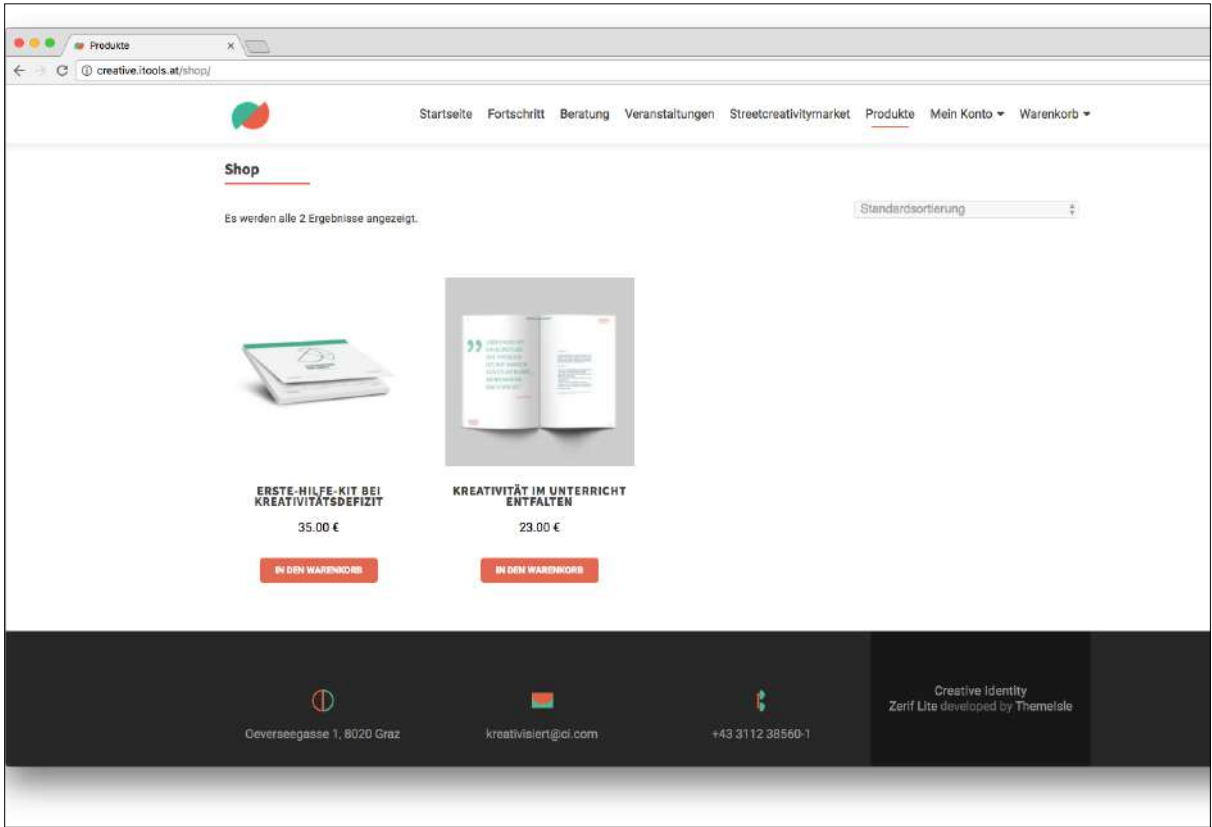 Produkte
creative.itools.at/shop/
Startseite Fortschritt Beratung Veranstaltungen Streetcreativitymarket Produkte Mein Konto Warenkorb
Shop
Es werden alle 2 Ergebnisse angezeigt.
Standardsortierung
ERSTE-HILFE-KIT BEI
KREATIVITÄTSDEFIZIT
35.00 €
IN DEN WARENKORB
KREATIVITÄT IM UNTERRICHT
ENTFALTEN
23.00 €
IN DEN WARENKORB
Oeverseegasse 1, 8020 Graz
kreativisiert@ci.com
+43 3112 38560-1
Creative Identity
Zerif Lite developed by ThemeIsle